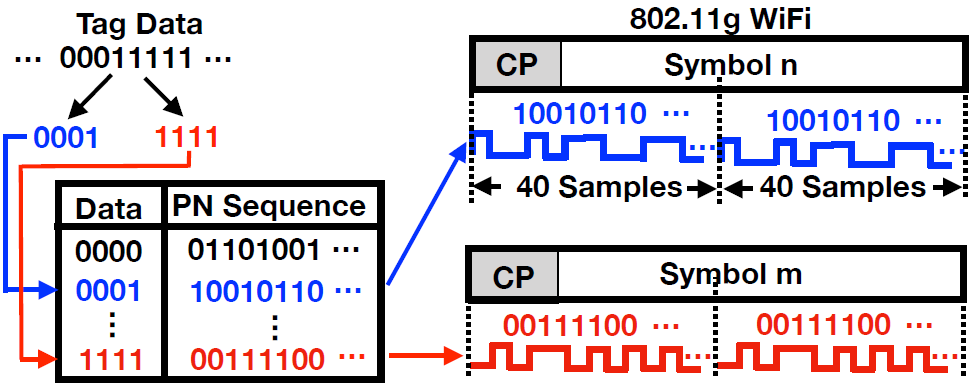 Tag Data
··· 00011111 ···
0001 1111
Data PN Sequence
0000 01101001 ···
0001 10010110 ···
⋮ ⋮
1111 00111100 ···
802.11g WiFi
CP Symbol n
10010110 ··· 10010110 ···
··· ···
40 Samples 40 Samples
CP Symbol m
00111100 ··· 00111100 ···
··· ···